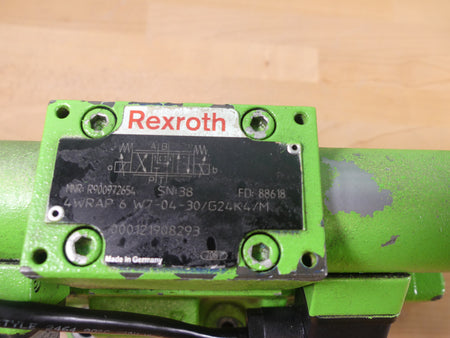 Rexroth
A B
a b
P T
MNR: R900972654 SN: 38 FD: 88618
4WRAP 6 W7-04-30/G24K4/M
000121908293
Made in Germany